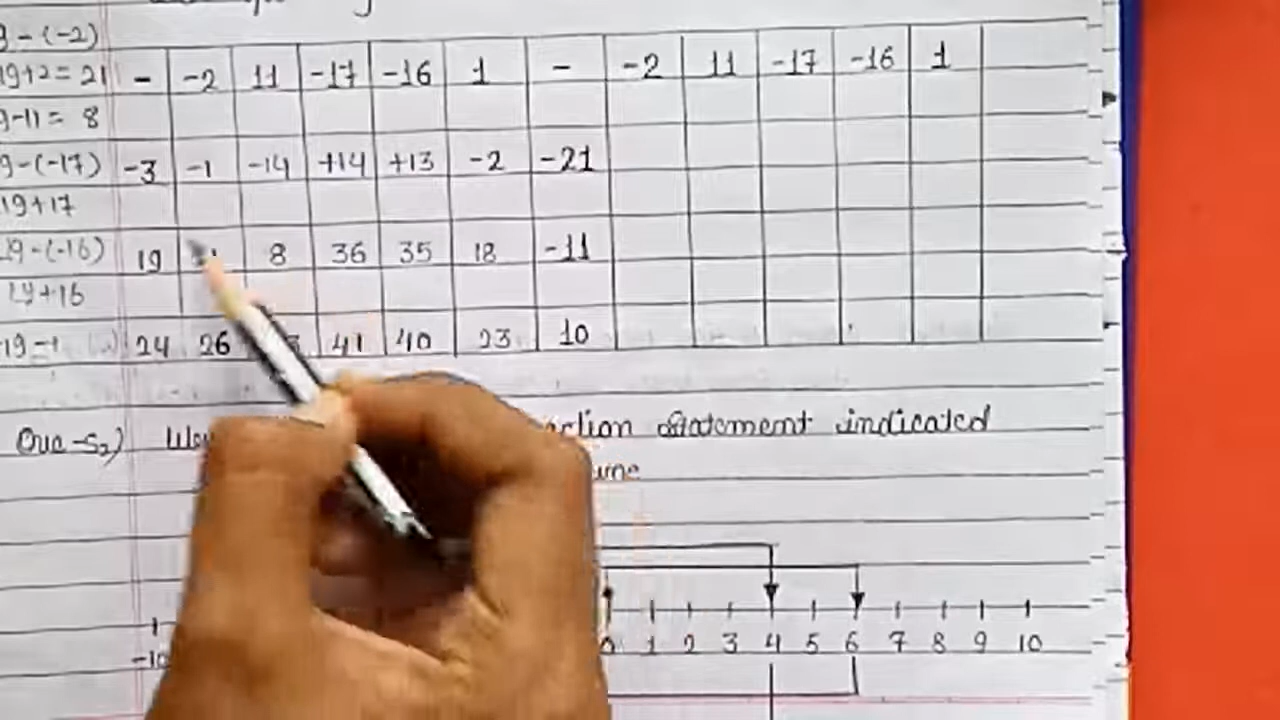 9-(-2)
19+2=21 - -2 11 -17 -16 1 - -2 11 -17 -16 1
9-11= 8
9-(-17) -3 -1 -14 +14 +13 -2 -21
19+17
19-(-16) 19 8 36 35 18 -11
19+16
19-1 24 26 41 40 23 10
Que-S2) statement indicated
-10 0 1 2 3 4 5 6 7 8 9 10